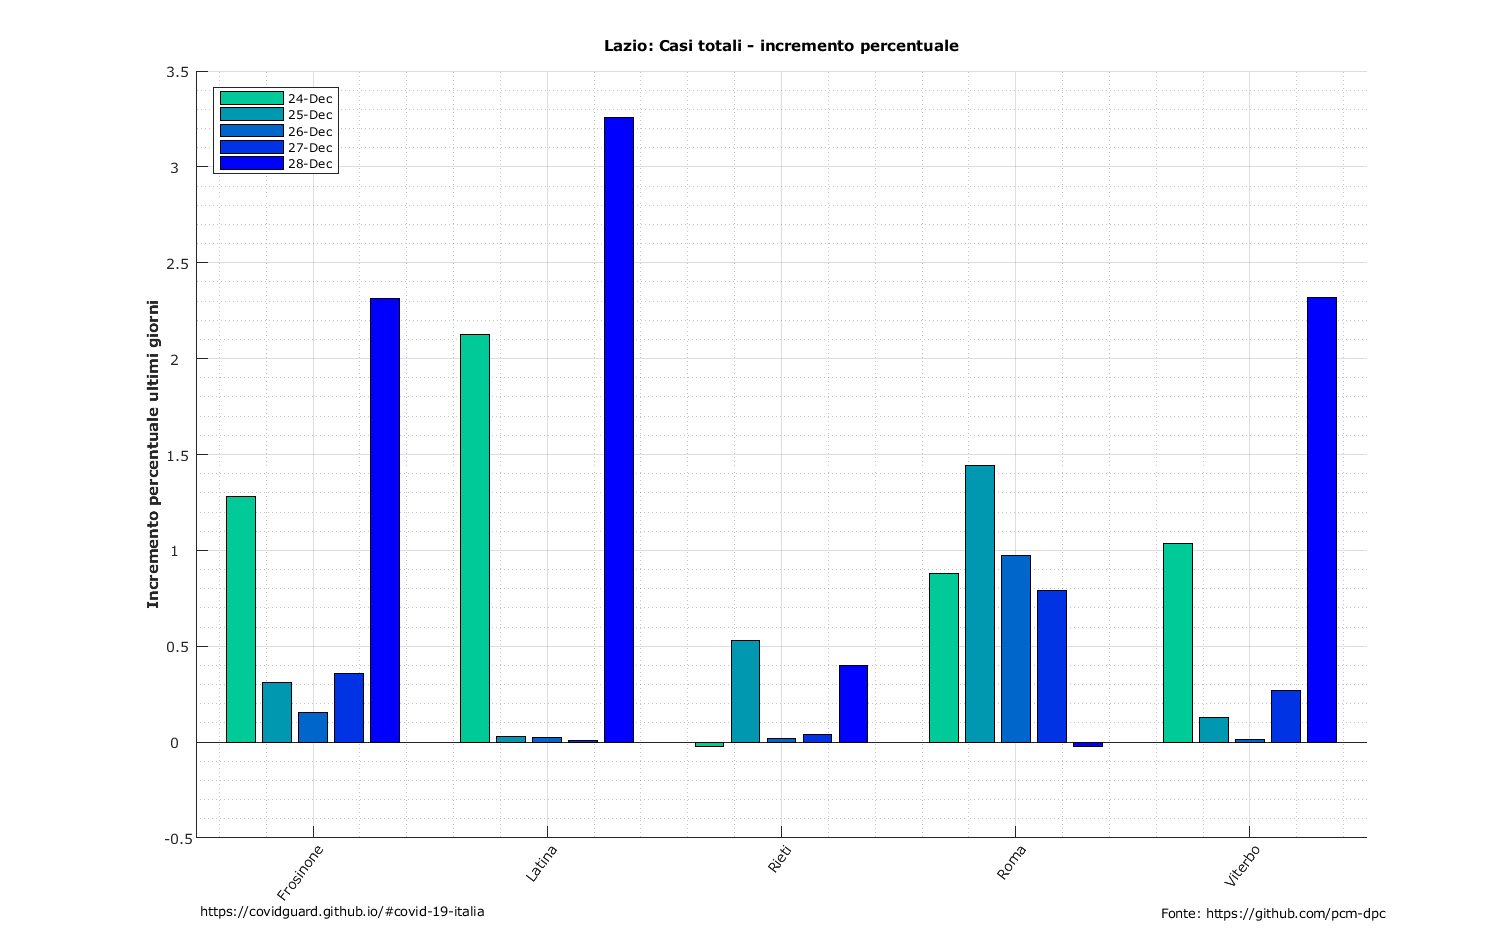 Lazio: Casi totali - incremento percentuale
3.5
3
2.5
2
1.5
1
0.5
0
-0.5
Incremento percentuale ultimi giorni
24-Dec
25-Dec
26-Dec
27-Dec
28-Dec
Frosinone
Latina
Rieti
Roma
Viterbo
https://covidguard.github.io/#covid-19-italia
Fonte: https://github.com/pcm-dpc